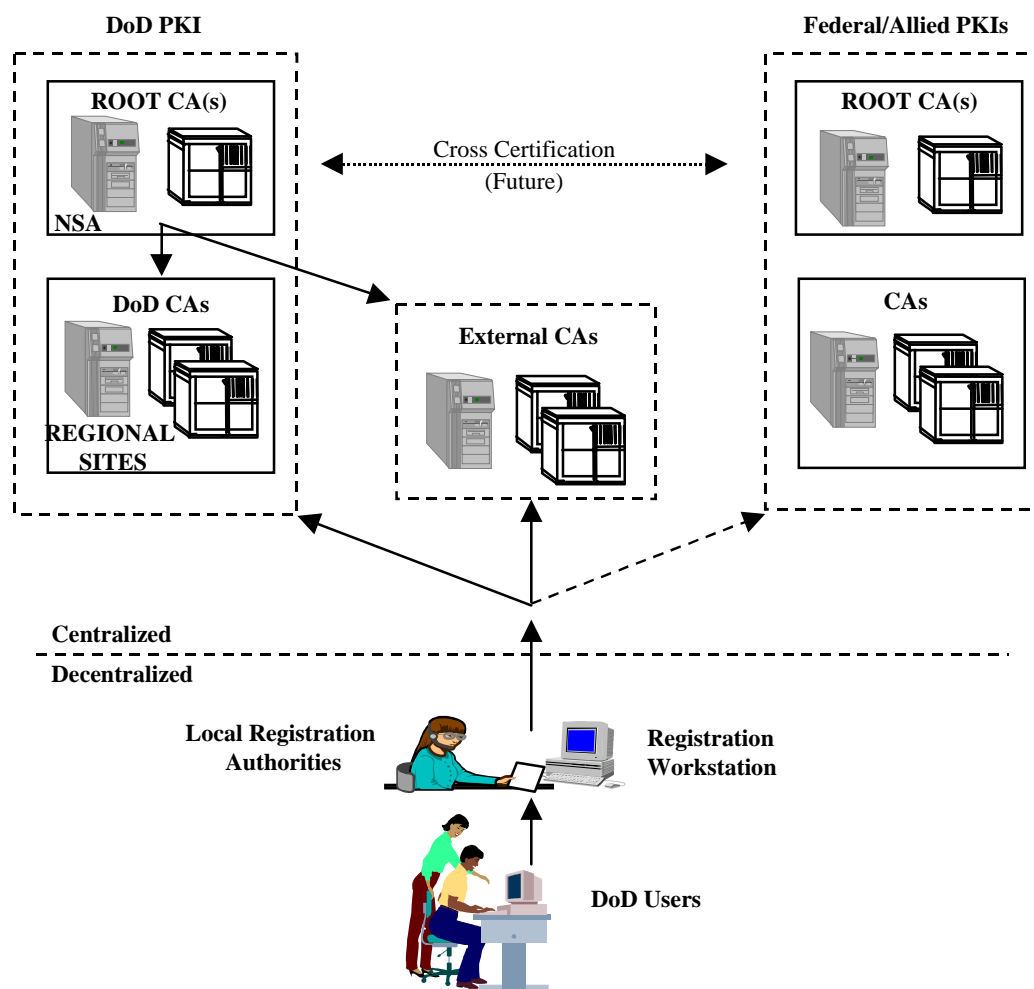 DoD PKI
Federal/Allied PKIs
ROOT CA(s)
NSA
Cross Certification
(Future)
ROOT CA(s)
DoD CAs
REGIONAL
SITES
External CAs
CAs
Centralized
Decentralized
Local Registration
Authorities
Registration
Workstation
DoD Users